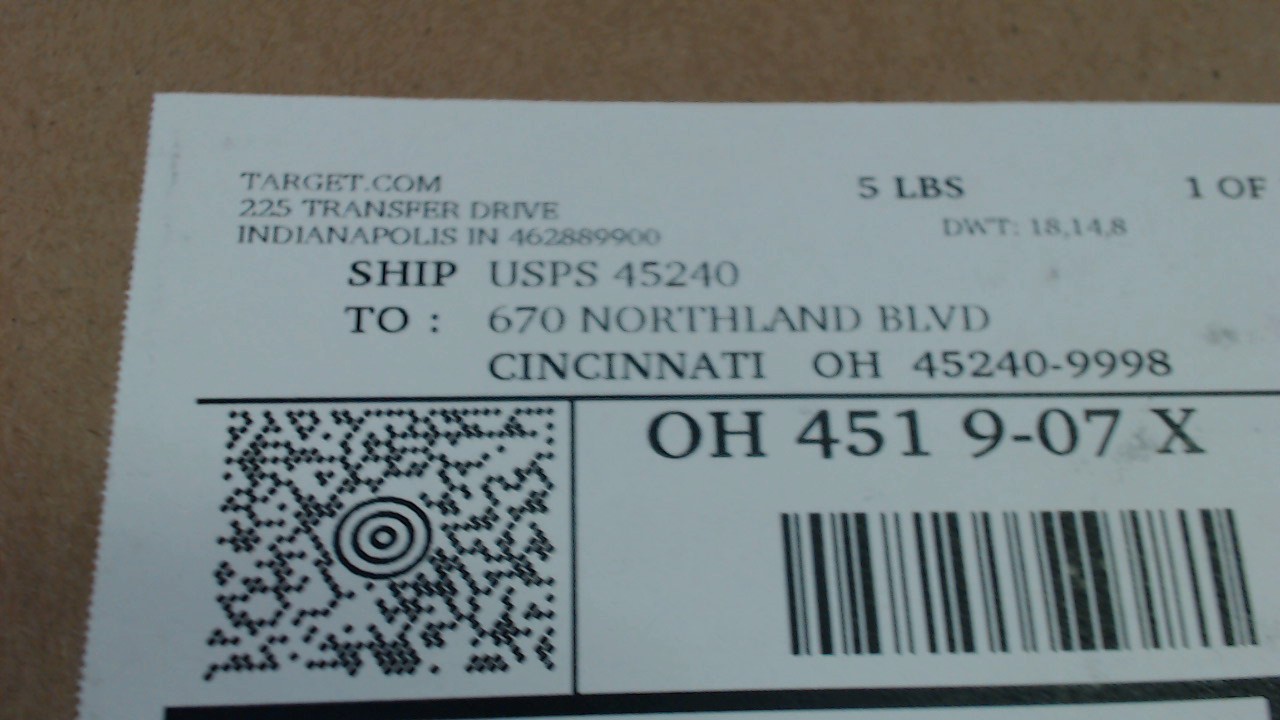 TARGET.COM
225 TRANSFER DRIVE
INDIANAPOLIS IN 462889900
5 LBS
1 OF
DWT: 18,14,8
SHIP USPS 45240
TO : 670 NORTHLAND BLVD
CINCINNATI OH 45240-9998
OH 451 9-07 X